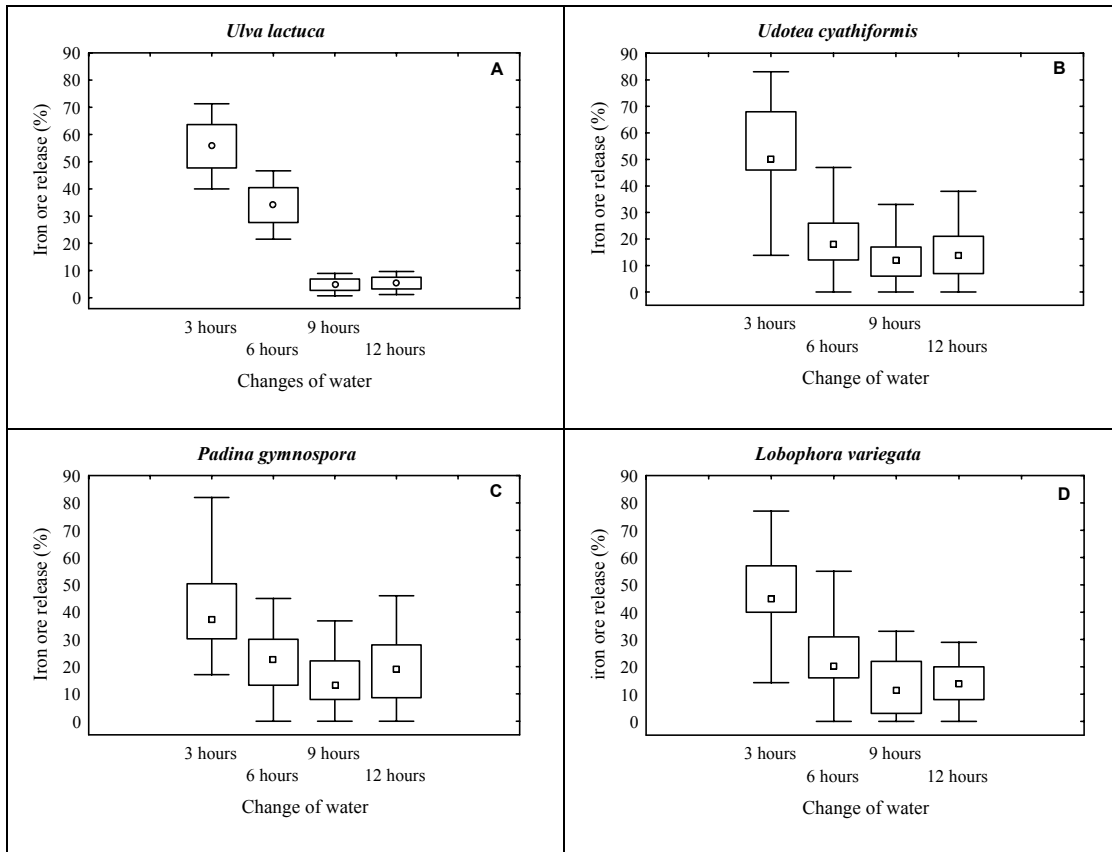 Ulva lactuca
A
Iron ore release (%)
90
80
70
60
50
40
30
20
10
0
3 hours 9 hours
6 hours 12 hours
Changes of water
Udotea cyathiformis
B
Iron ore release (%)
90
80
70
60
50
40
30
20
10
0
3 hours 9 hours
6 hours 12 hours
Change of water
Padina gymnospora
C
Iron ore release (%)
90
80
70
60
50
40
30
20
10
0
3 hours 9 hours
6 hours 12 hours
Change of water
Lobophora variegata
D
iron ore release (%)
90
80
70
60
50
40
30
20
10
0
3 hours 9 hours
6 hours 12 hours
Change of water